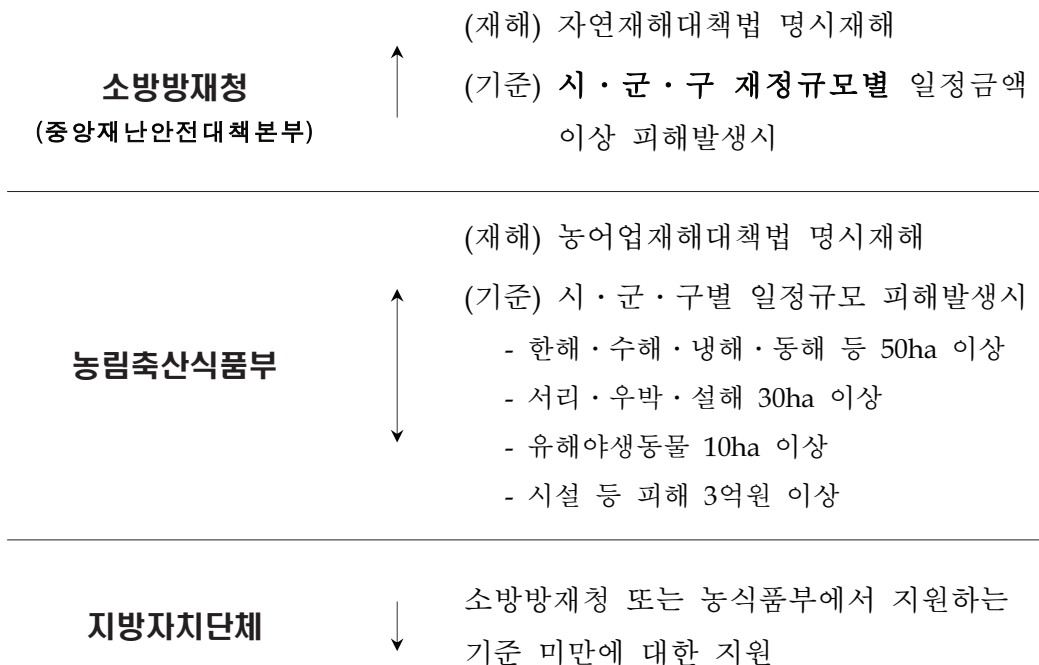 소방방재청
(중앙재난안전대책본부)
(재해) 자연재해대책법 명시재해
(기준) 시・군・구 재정규모별 일정금액
이상 피해발생시
농림축산식품부
(재해) 농어업재해대책법 명시재해
(기준) 시・군・구별 일정규모 피해발생시
- 한해・수해・냉해・동해 등 50ha 이상
- 서리・우박・설해 30ha 이상
- 유해야생동물 10ha 이상
- 시설 등 피해 3억원 이상
지방자치단체
소방방재청 또는 농식품부에서 지원하는
기준 미만에 대한 지원